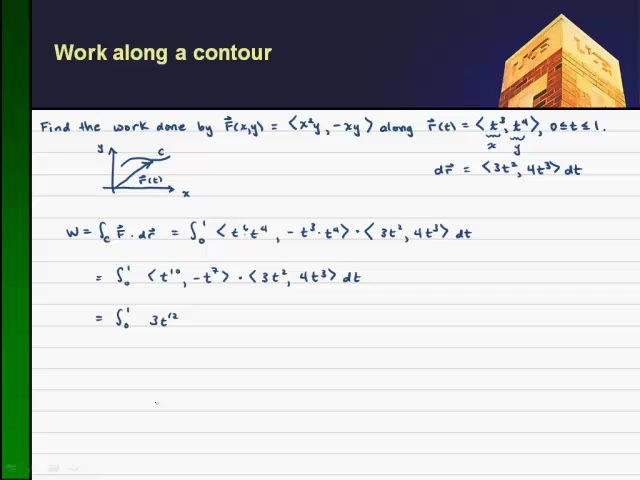 Work along a contour
Find the work done by F⃗(x,y) = ⟨x²y, -xy⟩ along r⃗(t) = ⟨t³, t⁴⟩, 0≤t≤1.
x y
y C
r⃗(t)
x
dr⃗ = ⟨3t², 4t³⟩dt
W = ∫_C F⃗ · dr⃗ = ∫₀¹ ⟨t⁶·t⁴, -t³·t⁴⟩ · ⟨3t², 4t³⟩ dt
= ∫₀¹ ⟨t¹⁰, -t⁷⟩ · ⟨3t², 4t³⟩ dt
= ∫₀¹ 3t¹²